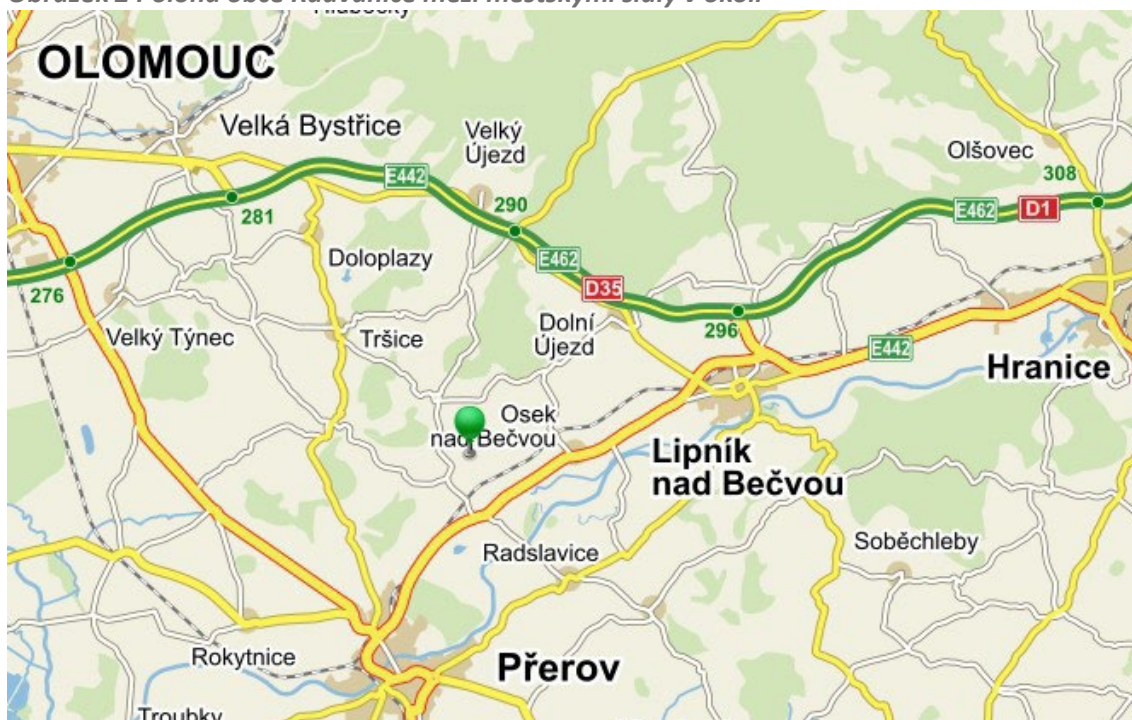 OLOMOUC
Velká Bystřice
Velký
Újezd
Olšovec
308
E442
290
281
E462
D1
E462
276
Doloplazy
D35
Velký Týnec
Tršice
Dolní
Újezd
296
E442
Hranice
Osek
nad Bečvou
Lipník
nad Bečvou
Radslavice
Soběchleby
Rokytnice
Přerov
Troubky